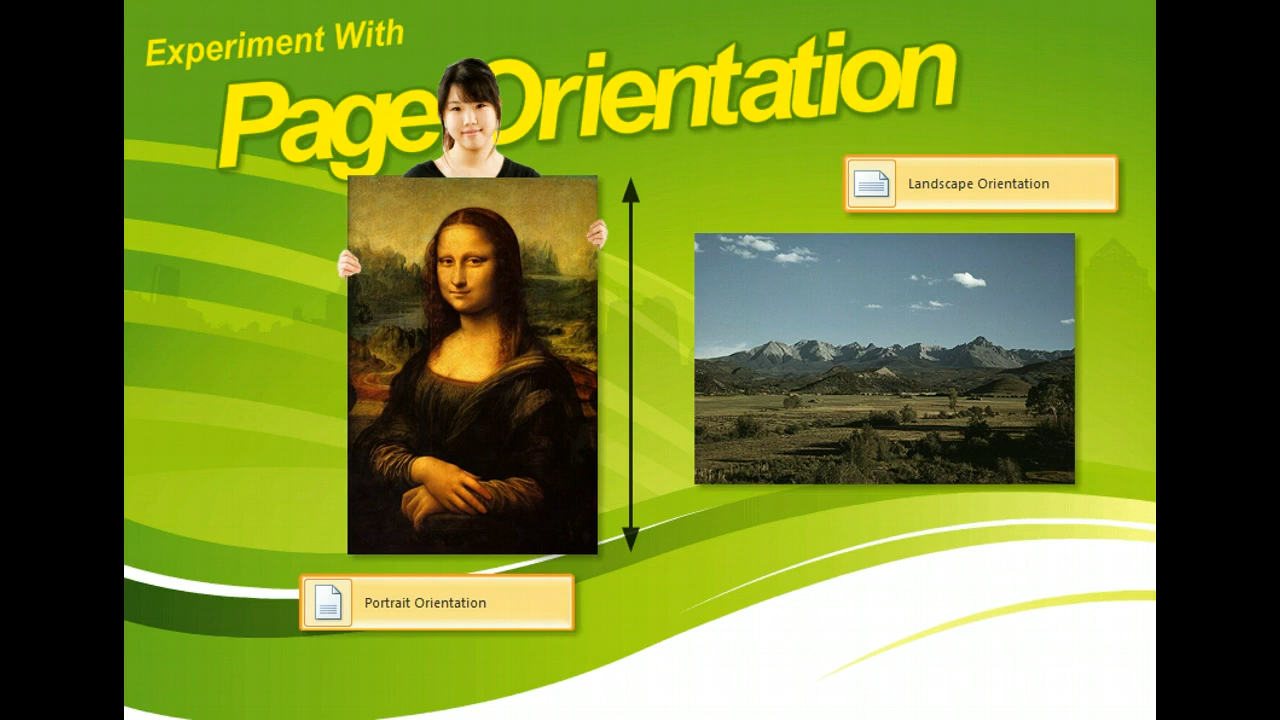 Experiment With
Page Orientation
Landscape Orientation
Portrait Orientation